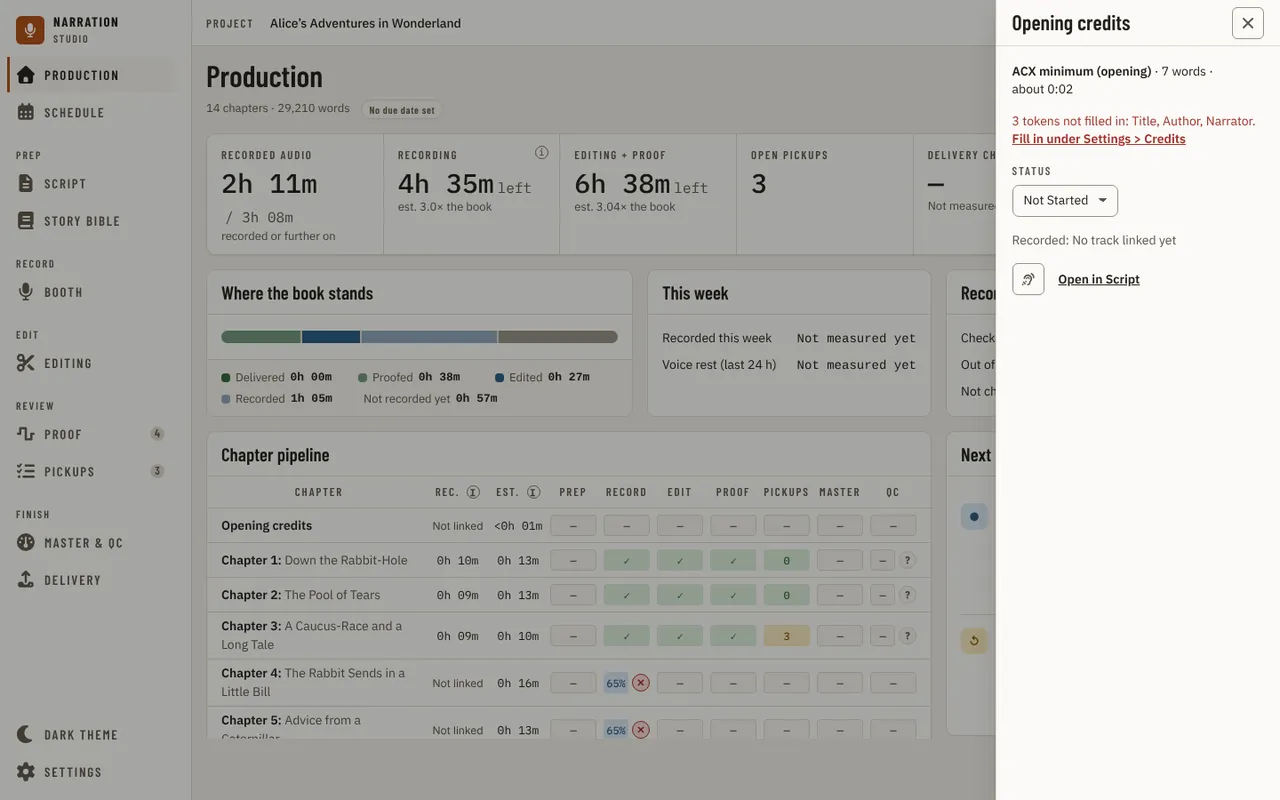 NARRATION
STUDIO
PRODUCTION
SCHEDULE
PREP
SCRIPT
STORY BIBLE
RECORD
BOOTH
EDIT
EDITING
REVIEW
PROOF 4
PICKUPS 3
FINISH
MASTER & QC
DELIVERY
DARK THEME
SETTINGS
PROJECT Alice's Adventures in Wonderland
Production
14 chapters · 29,210 words No due date set
RECORDED AUDIO
2h 11m
/ 3h 08m
recorded or further on
RECORDING
4h 35m left
est. 3.0× the book
EDITING + PROOF
6h 38m left
est. 3.04× the book
OPEN PICKUPS
3
DELIVERY CH
—
Not measure
Where the book stands
Delivered 0h 00m Proofed 0h 38m Edited 0h 27m
Recorded 1h 05m Not recorded yet 0h 57m
This week
Recorded this week Not measured yet
Voice rest (last 24 h) Not measured yet
Reco
Check
Out of
Not ch
Chapter pipeline
CHAPTER REC. EST. PREP RECORD EDIT PROOF PICKUPS MASTER QC
Opening credits Not linked <0h 01m — — — — — — —
Chapter 1: Down the Rabbit-Hole 0h 10m 0h 13m — ✓ ✓ ✓ 0 — — ?
Chapter 2: The Pool of Tears 0h 09m 0h 13m — ✓ ✓ ✓ 0 — — ?
Chapter 3: A Caucus-Race and a
Long Tale 0h 09m 0h 10m — ✓ ✓ ✓ 3 — — ?
Chapter 4: The Rabbit Sends in a
Little Bill Not linked 0h 16m — 65% — — — — —
Chapter 5: Advice from a
Caterpillar Not linked 0h 13m — 65% — — — — —
Next
Opening credits
ACX minimum (opening) · 7 words ·
about 0:02
3 tokens not filled in: Title, Author, Narrator.
Fill in under Settings > Credits
STATUS
Not Started
Recorded: No track linked yet
Open in Script